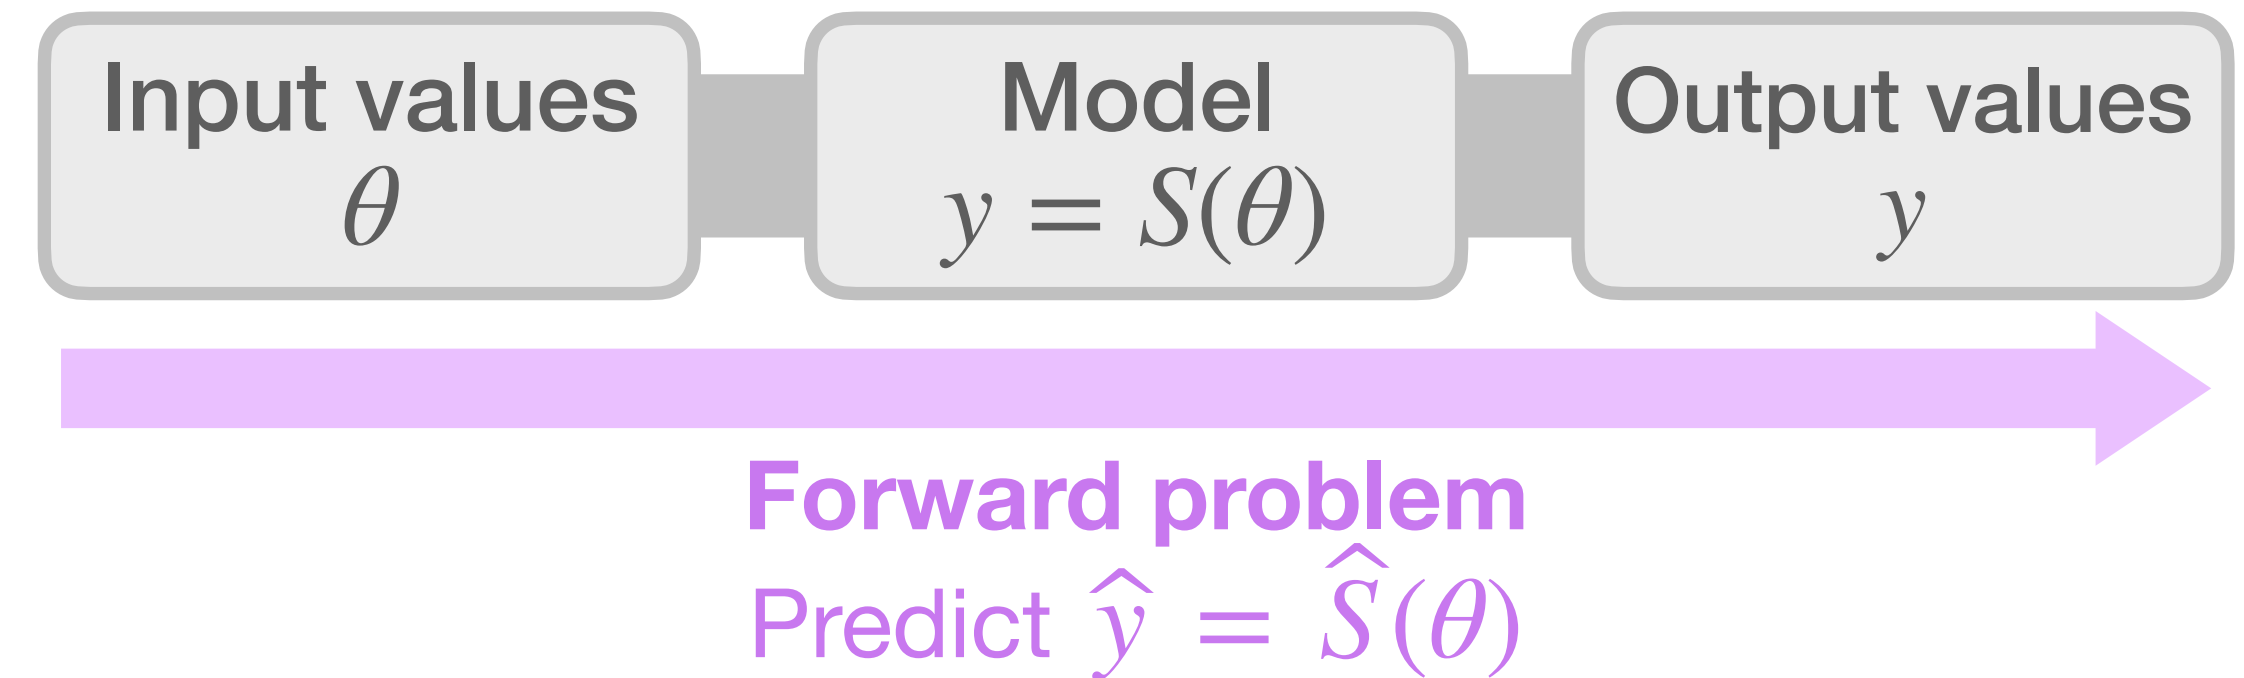 Input values
θ
Model
y = S(θ)
Output values
y
Forward problem
Predict ŷ = Ŝ(θ)